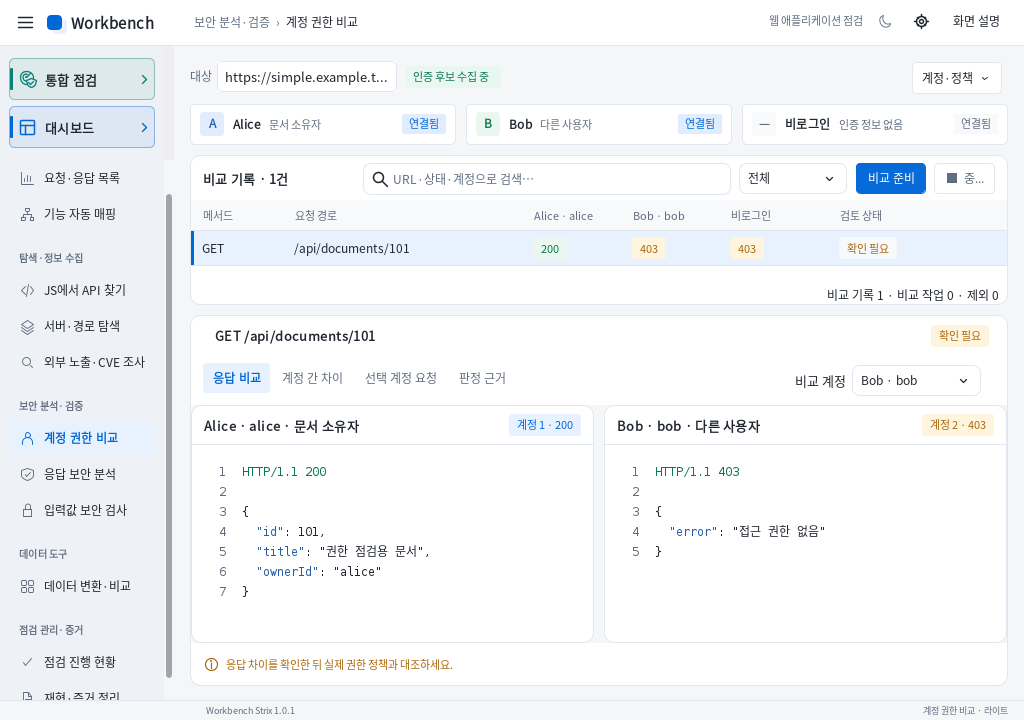 Workbench
보안 분석·검증 › 계정 권한 비교
웹 애플리케이션 점검
화면 설명
통합 점검
대시보드
요청·응답 목록
기능 자동 매핑
탐색·정보 수집
JS에서 API 찾기
서버·경로 탐색
외부 노출·CVE 조사
보안 분석·검증
계정 권한 비교
응답 보안 분석
입력값 보안 검사
데이터 도구
데이터 변환·비교
점검 관리·증거
점검 진행 현황
재현·증거 정리
대상 https://simple.example.t... 인증 후보 수집 중
계정·정책
A Alice 문서 소유자 연결됨
B Bob 다른 사용자 연결됨
— 비로그인 인증 정보 없음 연결됨
비교 기록 · 1건
URL·상태·계정으로 검색…
전체
비교 준비
중...
메서드 요청 경로 Alice · alice Bob · bob 비로그인 검토 상태
GET /api/documents/101 200 403 403 확인 필요
비교 기록 1 · 비교 작업 0 · 제외 0
GET /api/documents/101 확인 필요
응답 비교 계정 간 차이 선택 계정 요청 판정 근거
비교 계정 Bob · bob
Alice · alice · 문서 소유자 계정 1 · 200
1 HTTP/1.1 200
2
3 {
4 "id": 101,
5 "title": "권한 점검용 문서",
6 "ownerId": "alice"
7 }
Bob · bob · 다른 사용자 계정 2 · 403
1 HTTP/1.1 403
2
3 {
4 "error": "접근 권한 없음"
5 }
응답 차이를 확인한 뒤 실제 권한 정책과 대조하세요.
Workbench Strix 1.0.1
계정 권한 비교 · 라이트